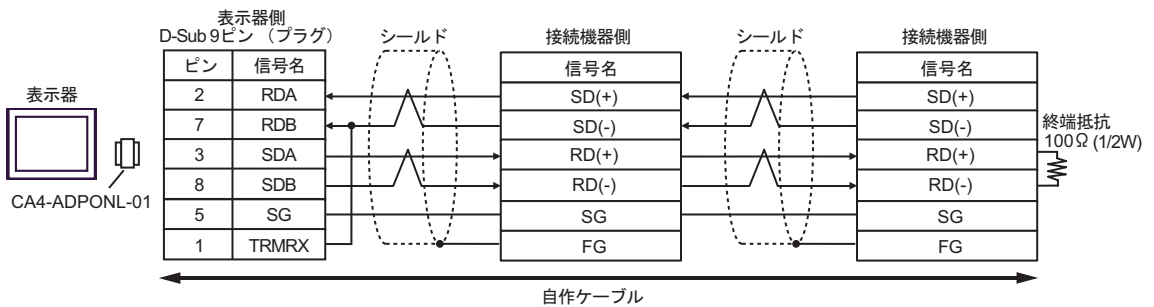 表示器側
D-Sub 9ピン （プラグ）
シールド
接続機器側
シールド
接続機器側
ピン 信号名 信号名 信号名
表示器
2 RDA SD(+) SD(+)
7 RDB SD(-) SD(-)
終端抵抗
100Ω (1/2W)
3 SDA RD(+) RD(+)
8 SDB RD(-) RD(-)
CA4-ADPONL-01
5 SG SG SG
1 TRMRX FG FG
自作ケーブル